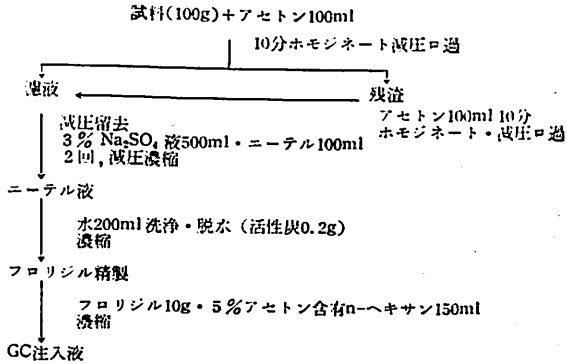 試料(100g)+アセトン100ml
10分ホモジネート減圧ロ過
濾液
残渣
アセトン100ml 10分
ホモジネート・減圧ロ過
減圧留去
3% Na₂SO₄ 液500ml・エーテル100ml
2回,減圧濃縮
エーテル液
水200ml洗浄・脱水(活性炭0.2g)
濃縮
フロリジル精製
フロリジル10g・5%アセトン含有n-ヘキサン150ml
濃縮
GC注入液